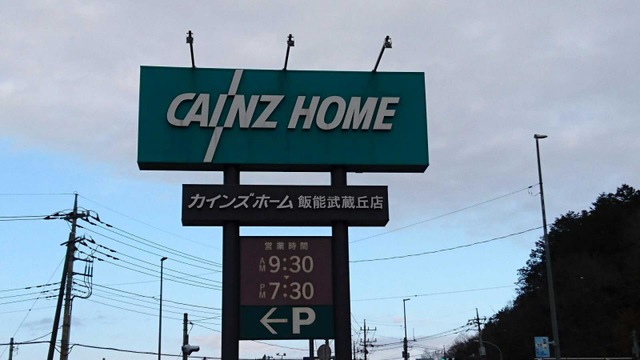 CAINZ HOME
カインズホーム 飯能武蔵丘店
営業時間
AM 9:30
〜
PM 7:30
←P